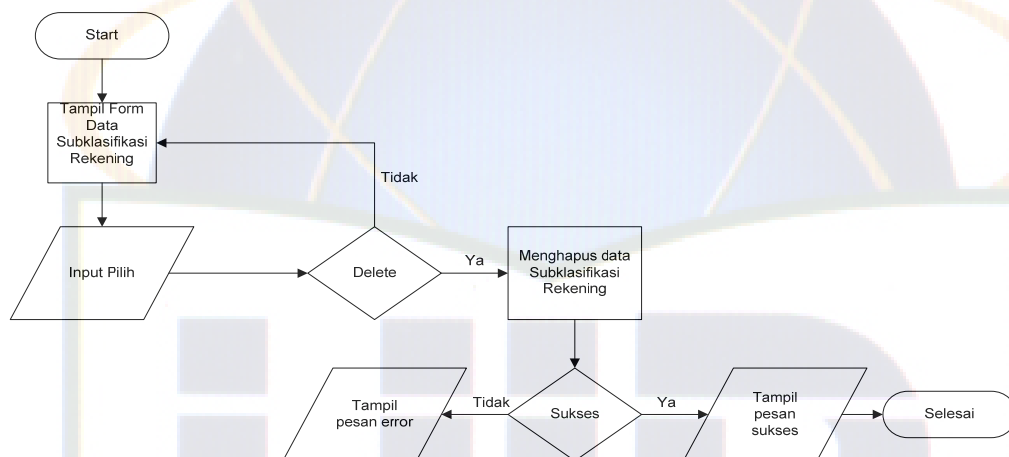 Start
Tampil Form
Data
Subklasifikasi
Rekening
Tidak
Input Pilih
Delete
Ya
Menghapus data
Subklasifikasi
Rekening
Tampil
pesan error
Tidak
Sukses
Ya
Tampil
pesan
sukses
Selesai